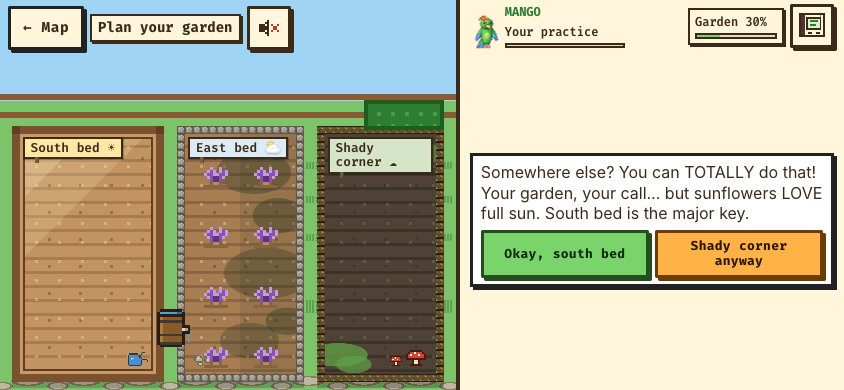 ← Map
Plan your garden
South bed ☀
East bed ⛅
Shady
corner ☁
MANGO
Your practice
Garden 30%
Somewhere else? You can TOTALLY do that!
Your garden, your call... but sunflowers LOVE
full sun. South bed is the major key.
Okay, south bed
Shady corner
anyway